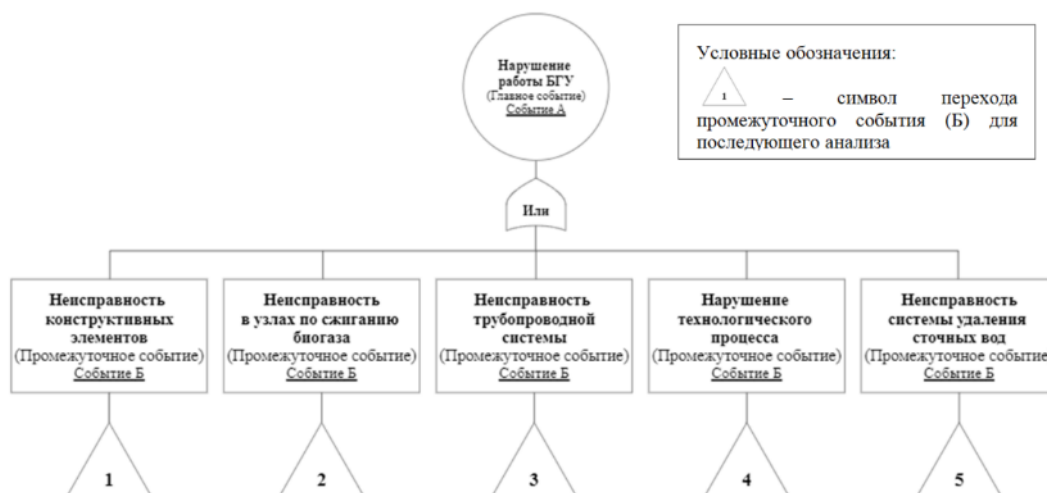 Нарушение
работы БГУ
(Главное событие)
Событие А
Условные обозначения:
1 – символ перехода
промежуточного события (Б) для
последующего анализа
Или
Неисправность
конструктивных
элементов
(Промежуточное событие)
Событие Б
Неисправность
в узлах по сжиганию
биогаза
(Промежуточное событие)
Событие Б
Неисправность
трубопроводной
системы
(Промежуточное событие)
Событие Б
Нарушение
технологического
процесса
(Промежуточное событие)
Событие Б
Неисправность
системы удаления
сточных вод
(Промежуточное событие)
Событие Б
1
2
3
4
5